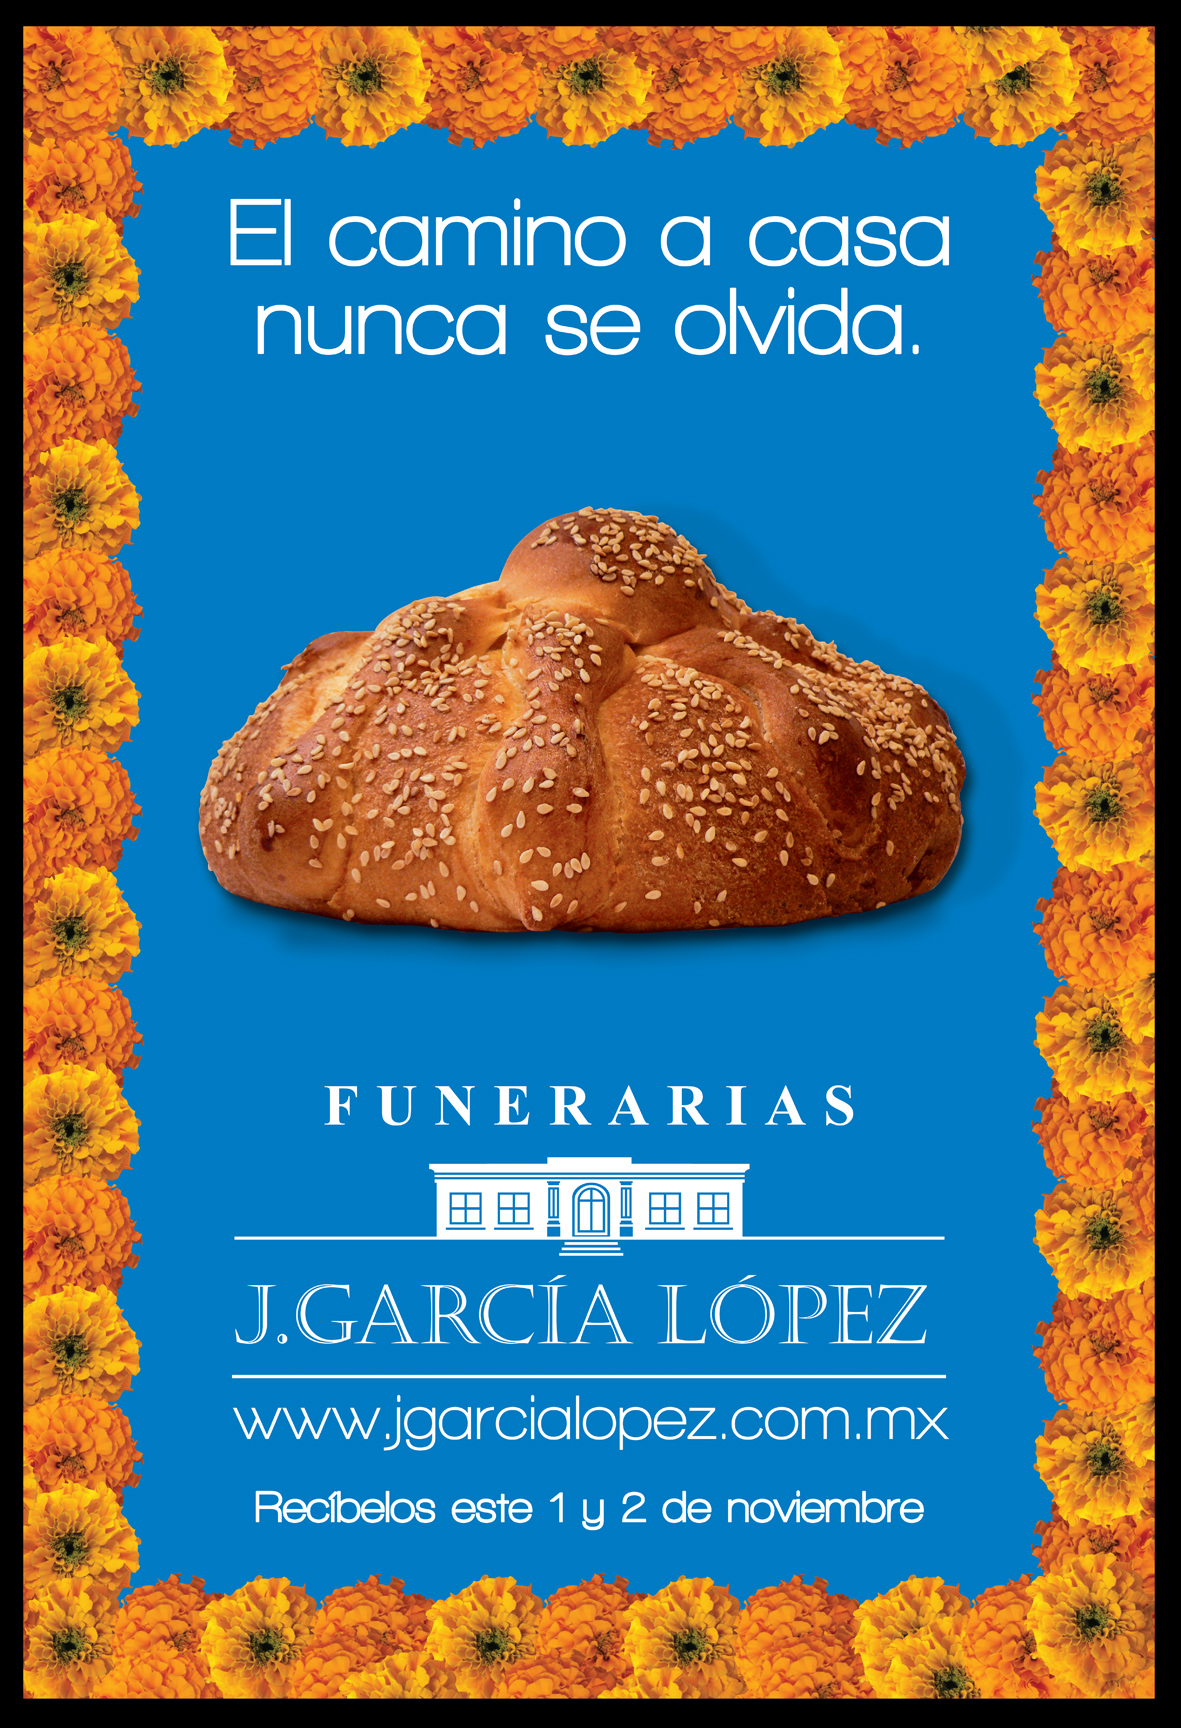 El camino a casa
nunca se olvida.
FUNERARIAS
J.GARCÍA LÓPEZ
www.jgarcialopez.com.mx
Recíbelos este 1 y 2 de noviembre